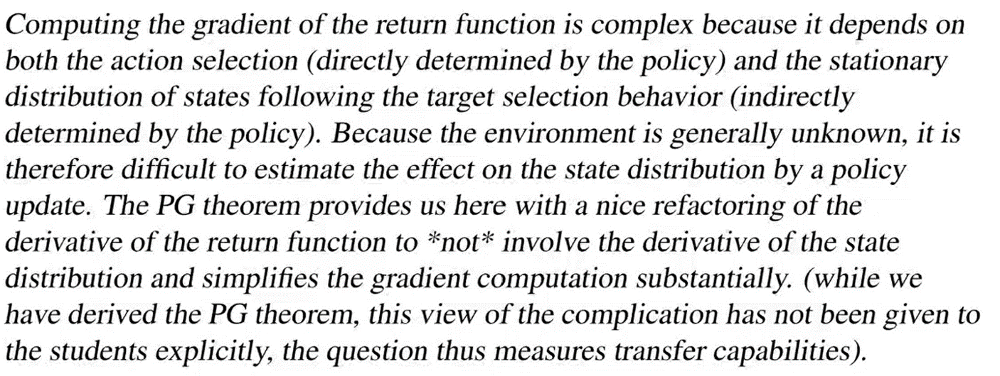 Computing the gradient of the return function is complex because it depends on
both the action selection (directly determined by the policy) and the stationary
distribution of states following the target selection behavior (indirectly
determined by the policy). Because the environment is generally unknown, it is
therefore difficult to estimate the effect on the state distribution by a policy
update. The PG theorem provides us here with a nice refactoring of the
derivative of the return function to *not* involve the derivative of the state
distribution and simplifies the gradient computation substantially. (while we
have derived the PG theorem, this view of the complication has not been given to
the students explicitly, the question thus measures transfer capabilities).